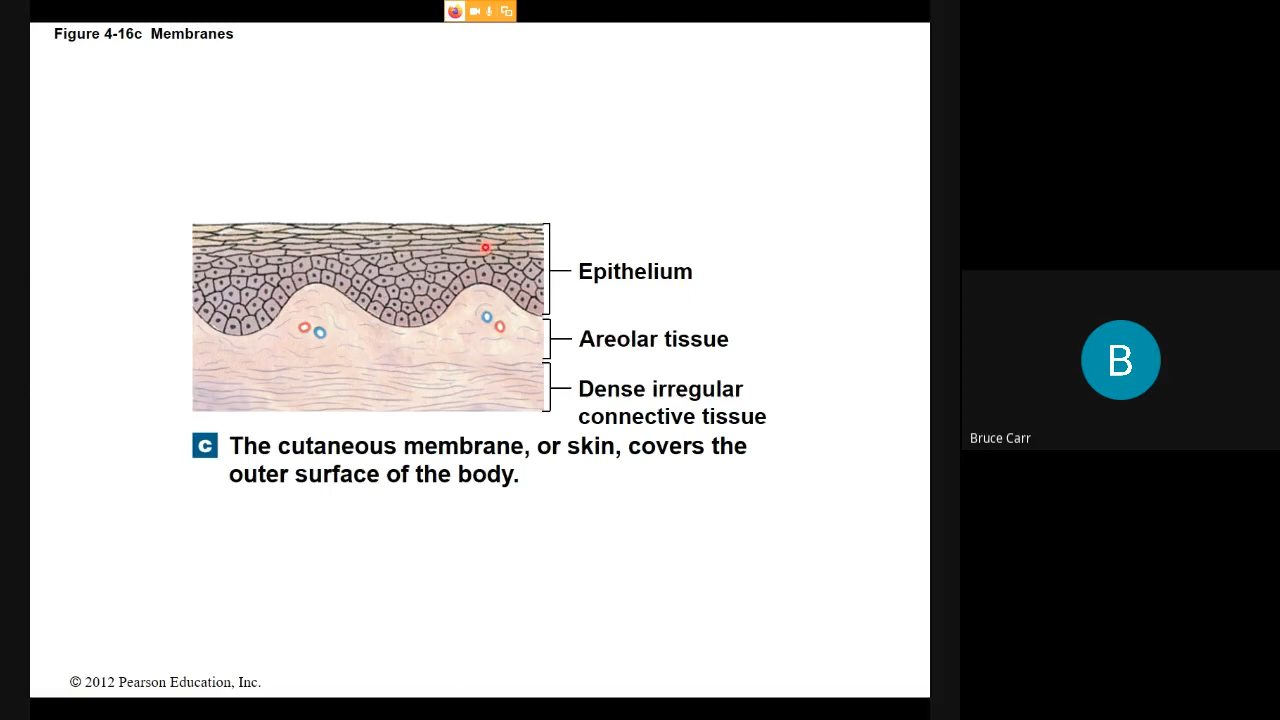 Figure 4-16c Membranes
Epithelium
Areolar tissue
Dense irregular
connective tissue
C The cutaneous membrane, or skin, covers the
outer surface of the body.
© 2012 Pearson Education, Inc.
B
Bruce Carr